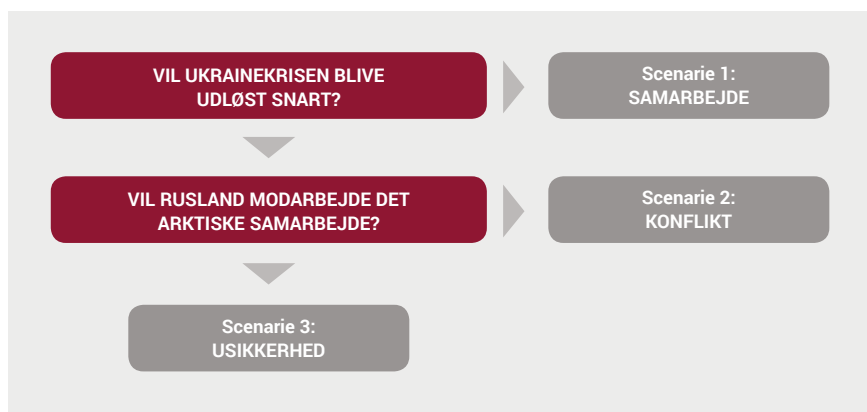 VIL UKRAINEKRISEN BLIVE
UDLØST SNART?
Scenarie 1:
SAMARBEJDE
VIL RUSLAND MODARBEJDE DET
ARKTISKE SAMARBEJDE?
Scenarie 2:
KONFLIKT
Scenarie 3:
USIKKERHED